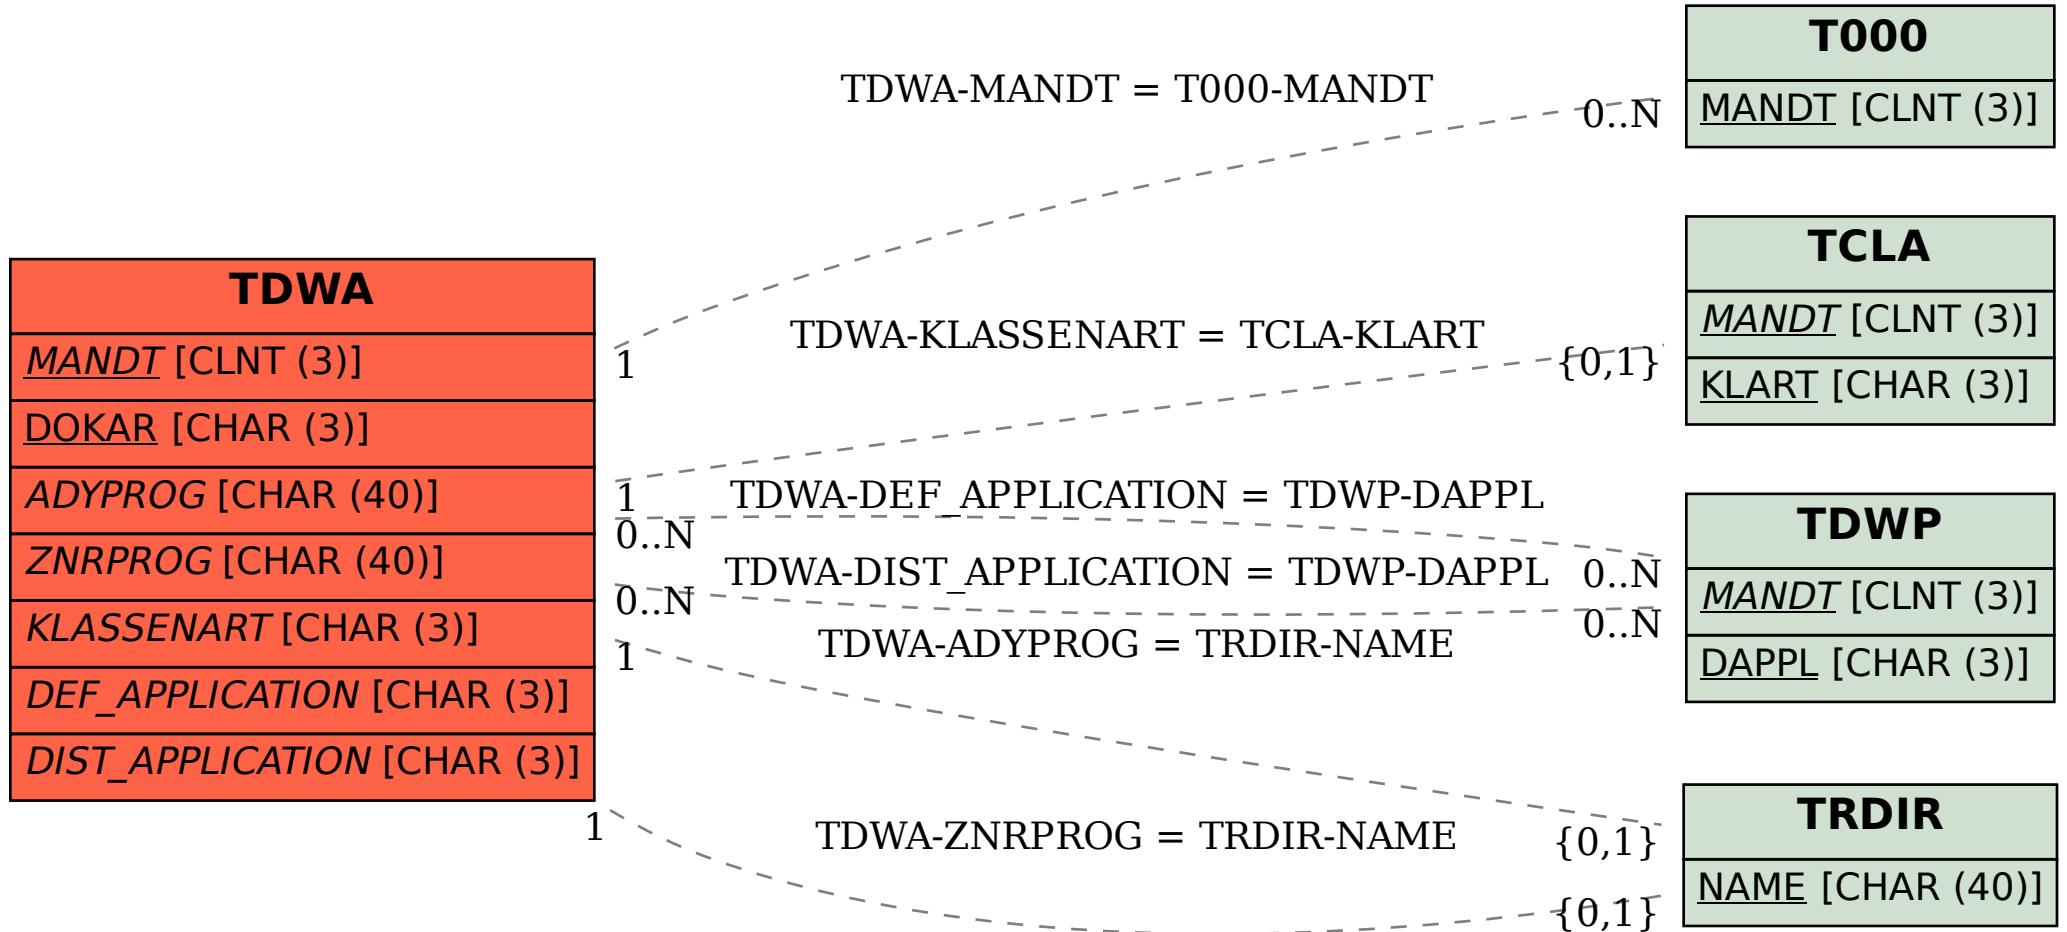 TDWA
MANDT [CLNT (3)]
DOKAR [CHAR (3)]
ADYPROG [CHAR (40)]
ZNRPROG [CHAR (40)]
KLASSENART [CHAR (3)]
DEF_APPLICATION [CHAR (3)]
DIST_APPLICATION [CHAR (3)]
TDWA-MANDT = T000-MANDT
0..N
1
TDWA-KLASSENART = TCLA-KLART
{0,1}
1
TDWA-DEF_APPLICATION = TDWP-DAPPL
0..N
0..N
TDWA-DIST_APPLICATION = TDWP-DAPPL
0..N
0..N
TDWA-ADYPROG = TRDIR-NAME
1
{0,1}
TDWA-ZNRPROG = TRDIR-NAME
1
{0,1}
T000
MANDT [CLNT (3)]
TCLA
MANDT [CLNT (3)]
KLART [CHAR (3)]
TDWP
MANDT [CLNT (3)]
DAPPL [CHAR (3)]
TRDIR
NAME [CHAR (40)]